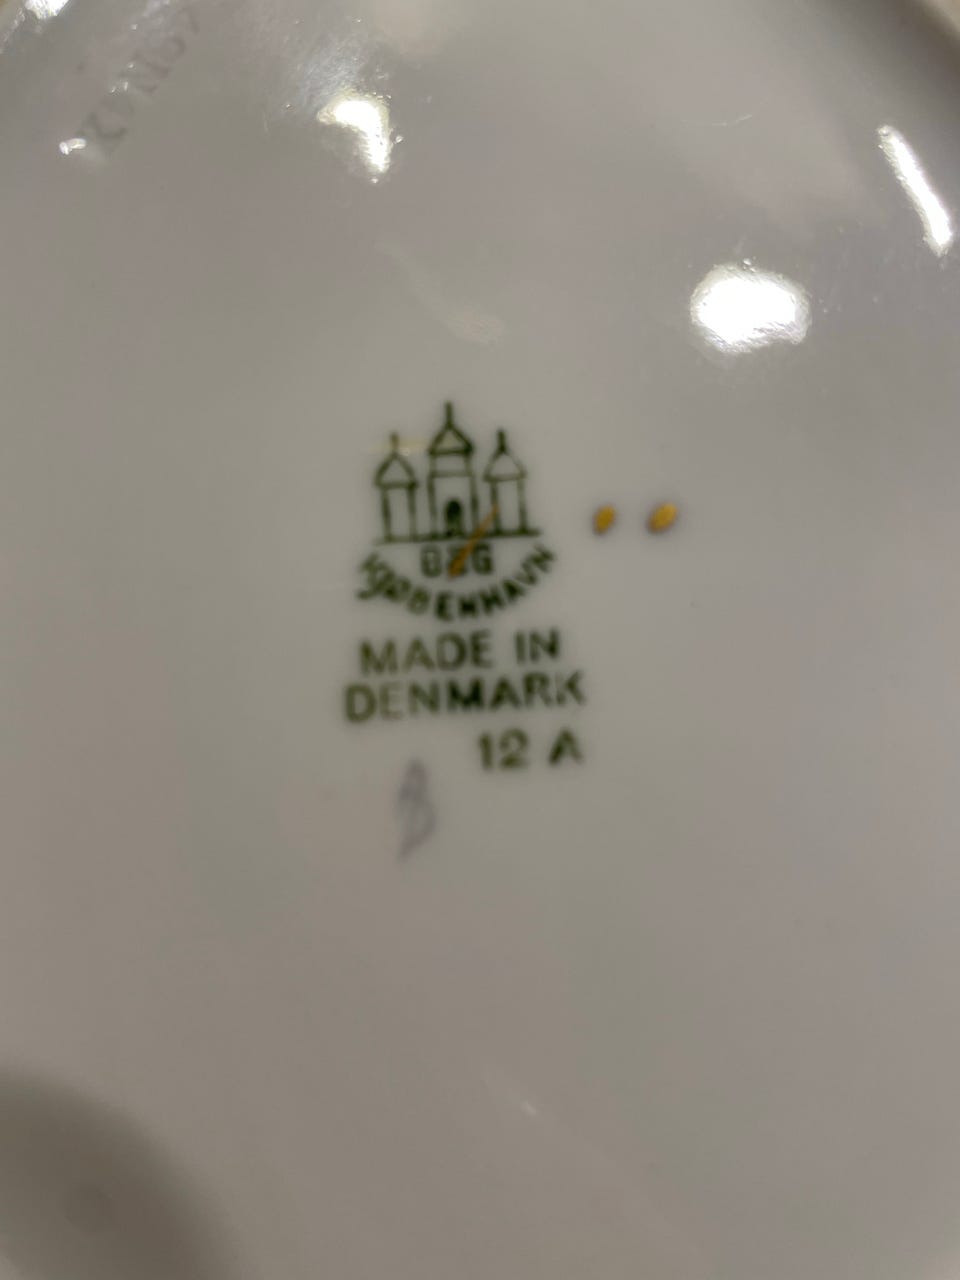 B&G
KJØBENHAVN
MADE IN
DENMARK
12 A
B